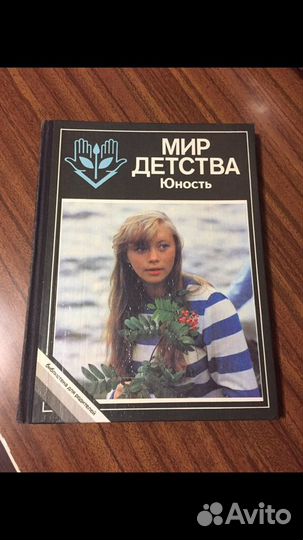 МИР
ДЕТСТВА
Юность
библиотека для родителей
Avito